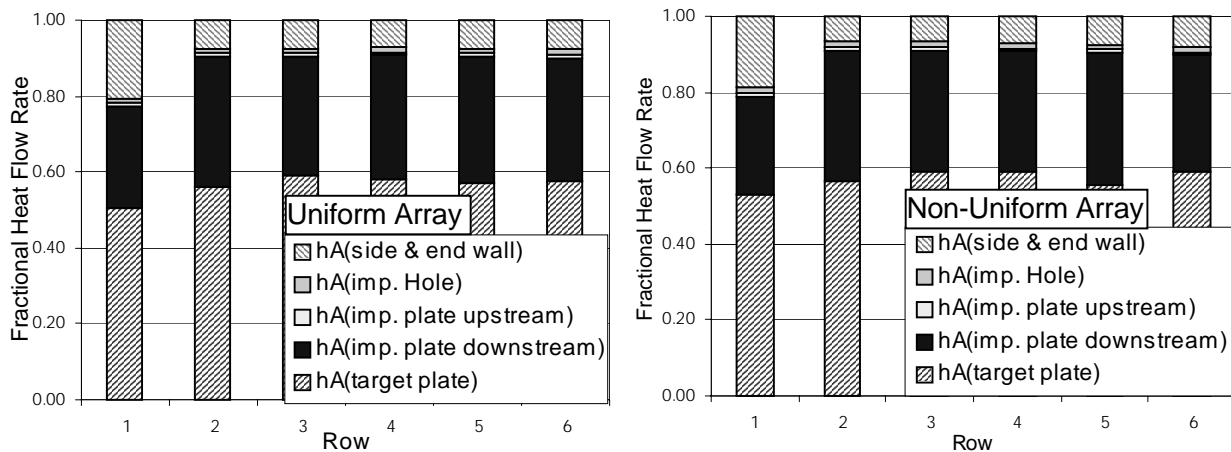 Fractional Heat Flow Rate
1.00
0.80
0.60
0.40
0.20
0.00
Uniform Array
hA(side & end wall)
hA(imp. Hole)
hA(imp. plate upstream)
hA(imp. plate downstream)
hA(target plate)
1 2 3 4 5 6
Row
Fractional Heat Flow Rate
1.00
0.80
0.60
0.40
0.20
0.00
Non-Uniform Array
hA(side & end wall)
hA(imp. Hole)
hA(imp. plate upstream)
hA(imp. plate downstream)
hA(target plate)
1 2 3 4 5 6
Row